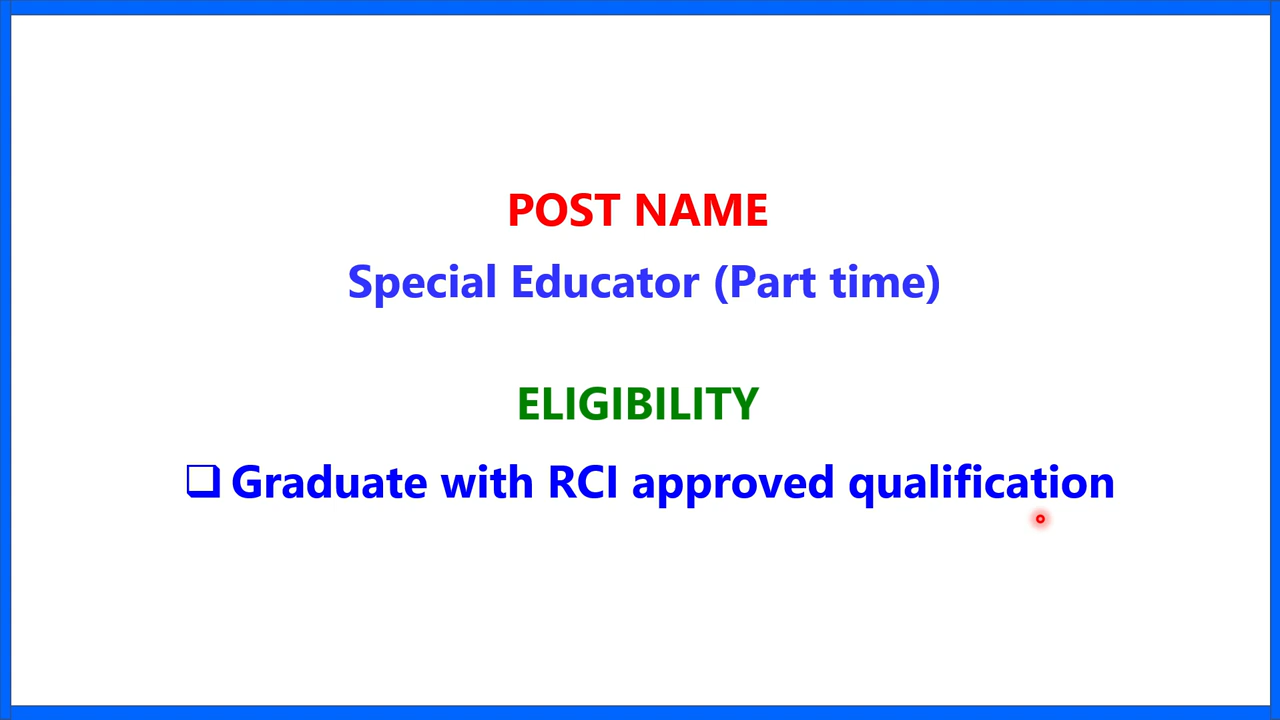 POST NAME
Special Educator (Part time)
ELIGIBILITY
❑ Graduate with RCI approved qualification